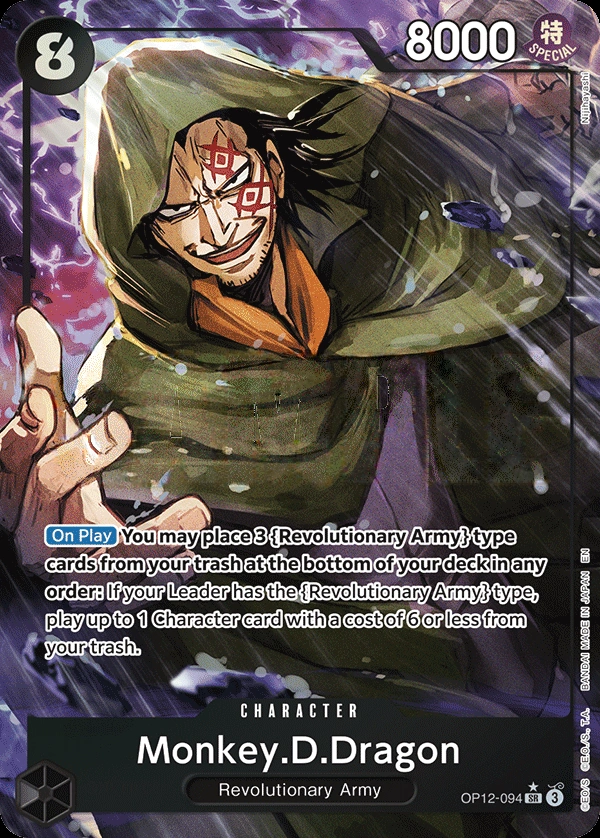 8
8000
特
SPECIAL
Nijihayashi
On Play You may place 3 {Revolutionary Army} type
cards from your trash at the bottom of your deck in any
order: If your Leader has the {Revolutionary Army} type,
play up to 1 Character card with a cost of 6 or less from
your trash.
CHARACTER
Monkey.D.Dragon
Revolutionary Army
OP12-094 ★ SR 3
©EO/S ©E.O./S., T.A. BANDAI MADE IN JAPAN EN